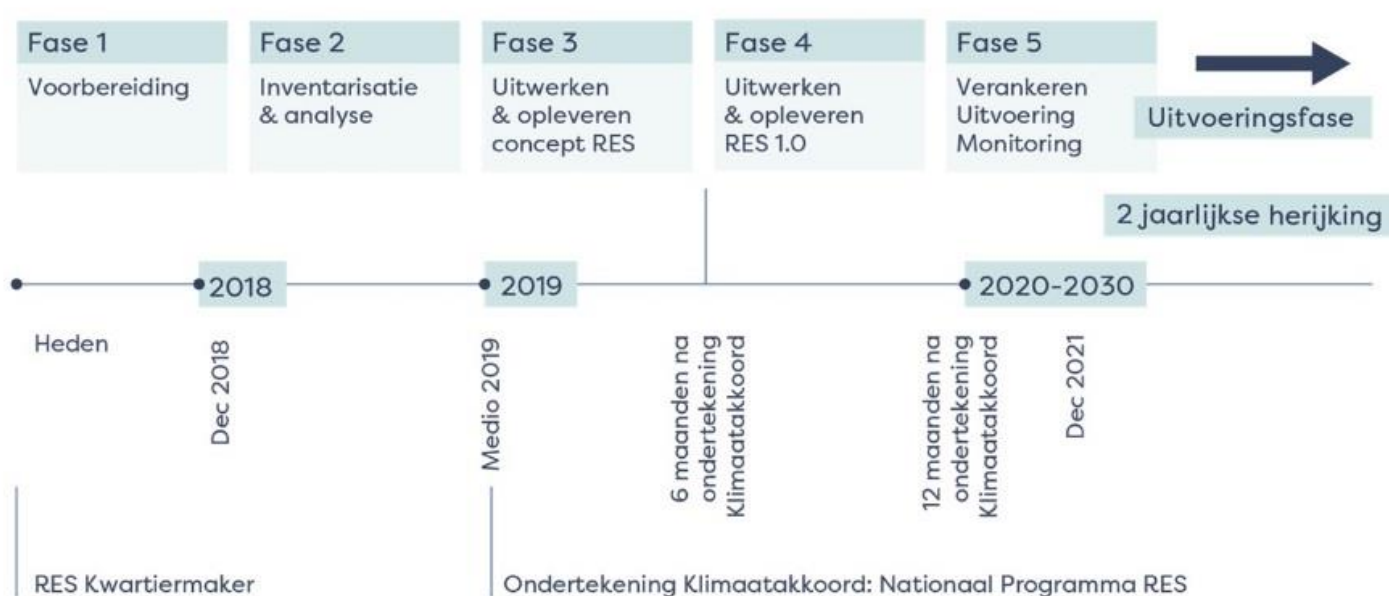 Fase 1
Voorbereiding
Fase 2
Inventarisatie
& analyse
Fase 3
Uitwerken
& opleveren
concept RES
Fase 4
Uitwerken
& opleveren
RES 1.0
Fase 5
Verankeren
Uitvoering
Monitoring
Uitvoeringsfase
2 jaarlijkse herijking
2018
2019
2020-2030
Heden
Dec 2018
Medio 2019
6 maanden na
ondertekening
Klimaatakkoord
12 maanden na
ondertekening
Klimaatakkoord
Dec 2021
RES Kwartiermaker
Ondertekening Klimaatakkoord: Nationaal Programma RES